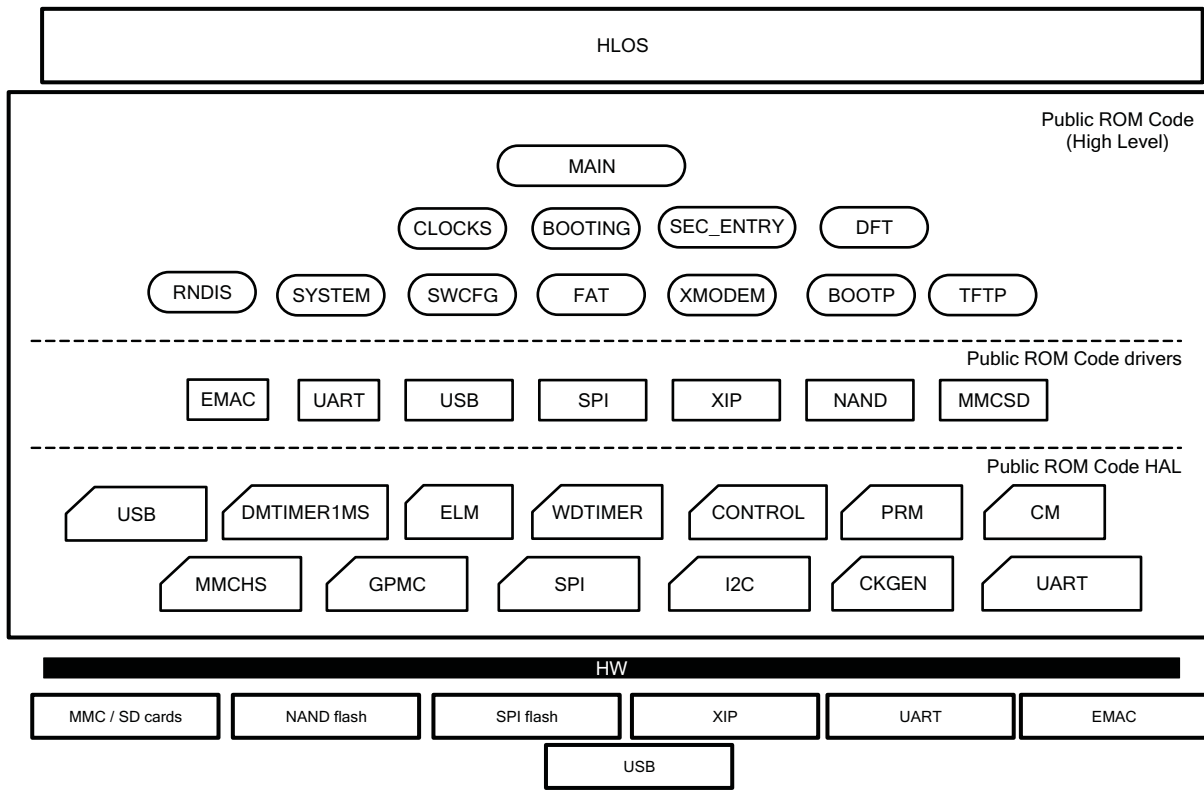 HLOS
Public ROM Code
(High Level)
MAIN
CLOCKS BOOTING SEC_ENTRY DFT
RNDIS SYSTEM SWCFG FAT XMODEM BOOTP TFTP
Public ROM Code drivers
EMAC UART USB SPI XIP NAND MMCSD
Public ROM Code HAL
USB DMTIMER1MS ELM WDTIMER CONTROL PRM CM
MMCHS GPMC SPI I2C CKGEN UART
HW
MMC / SD cards NAND flash SPI flash XIP UART EMAC
USB